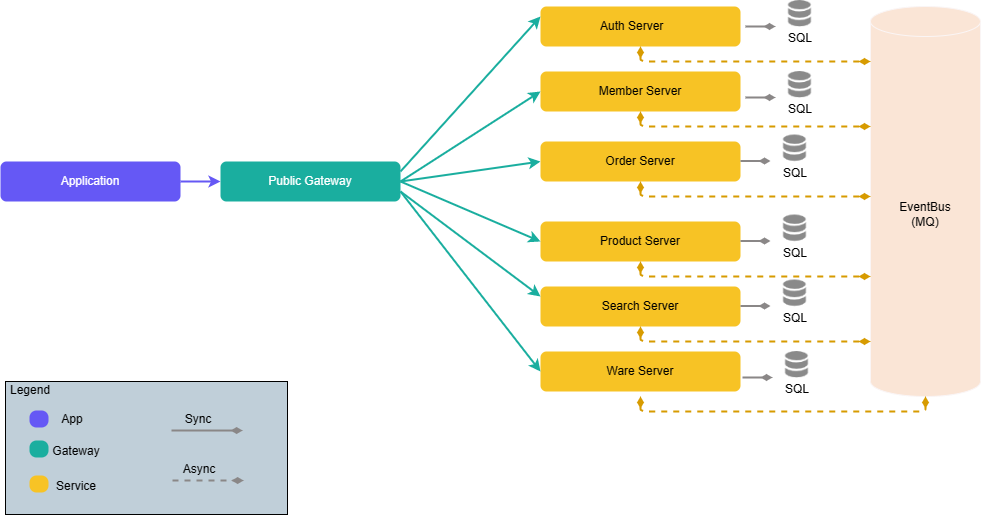 Auth Server
SQL
Member Server
SQL
Application
Public Gateway
Order Server
SQL
EventBus
(MQ)
Product Server
SQL
Search Server
SQL
Ware Server
SQL
Legend
App
Sync
Gateway
Async
Service